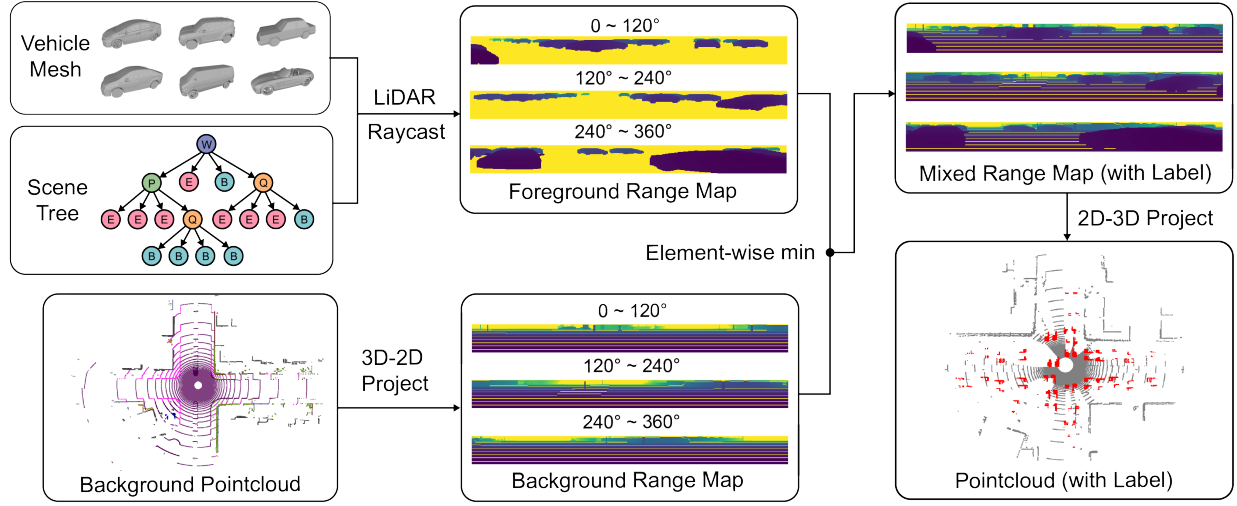 Vehicle
Mesh
Scene
Tree
W
P
E
B
Q
E
E
E
Q
E
E
E
B
B
B
B
B
LiDAR
Raycast
0 ~ 120°
120° ~ 240°
240° ~ 360°
Foreground Range Map
Background Pointcloud
3D-2D
Project
0 ~ 120°
120° ~ 240°
240° ~ 360°
Background Range Map
Element-wise min
Mixed Range Map (with Label)
2D-3D Project
Pointcloud (with Label)